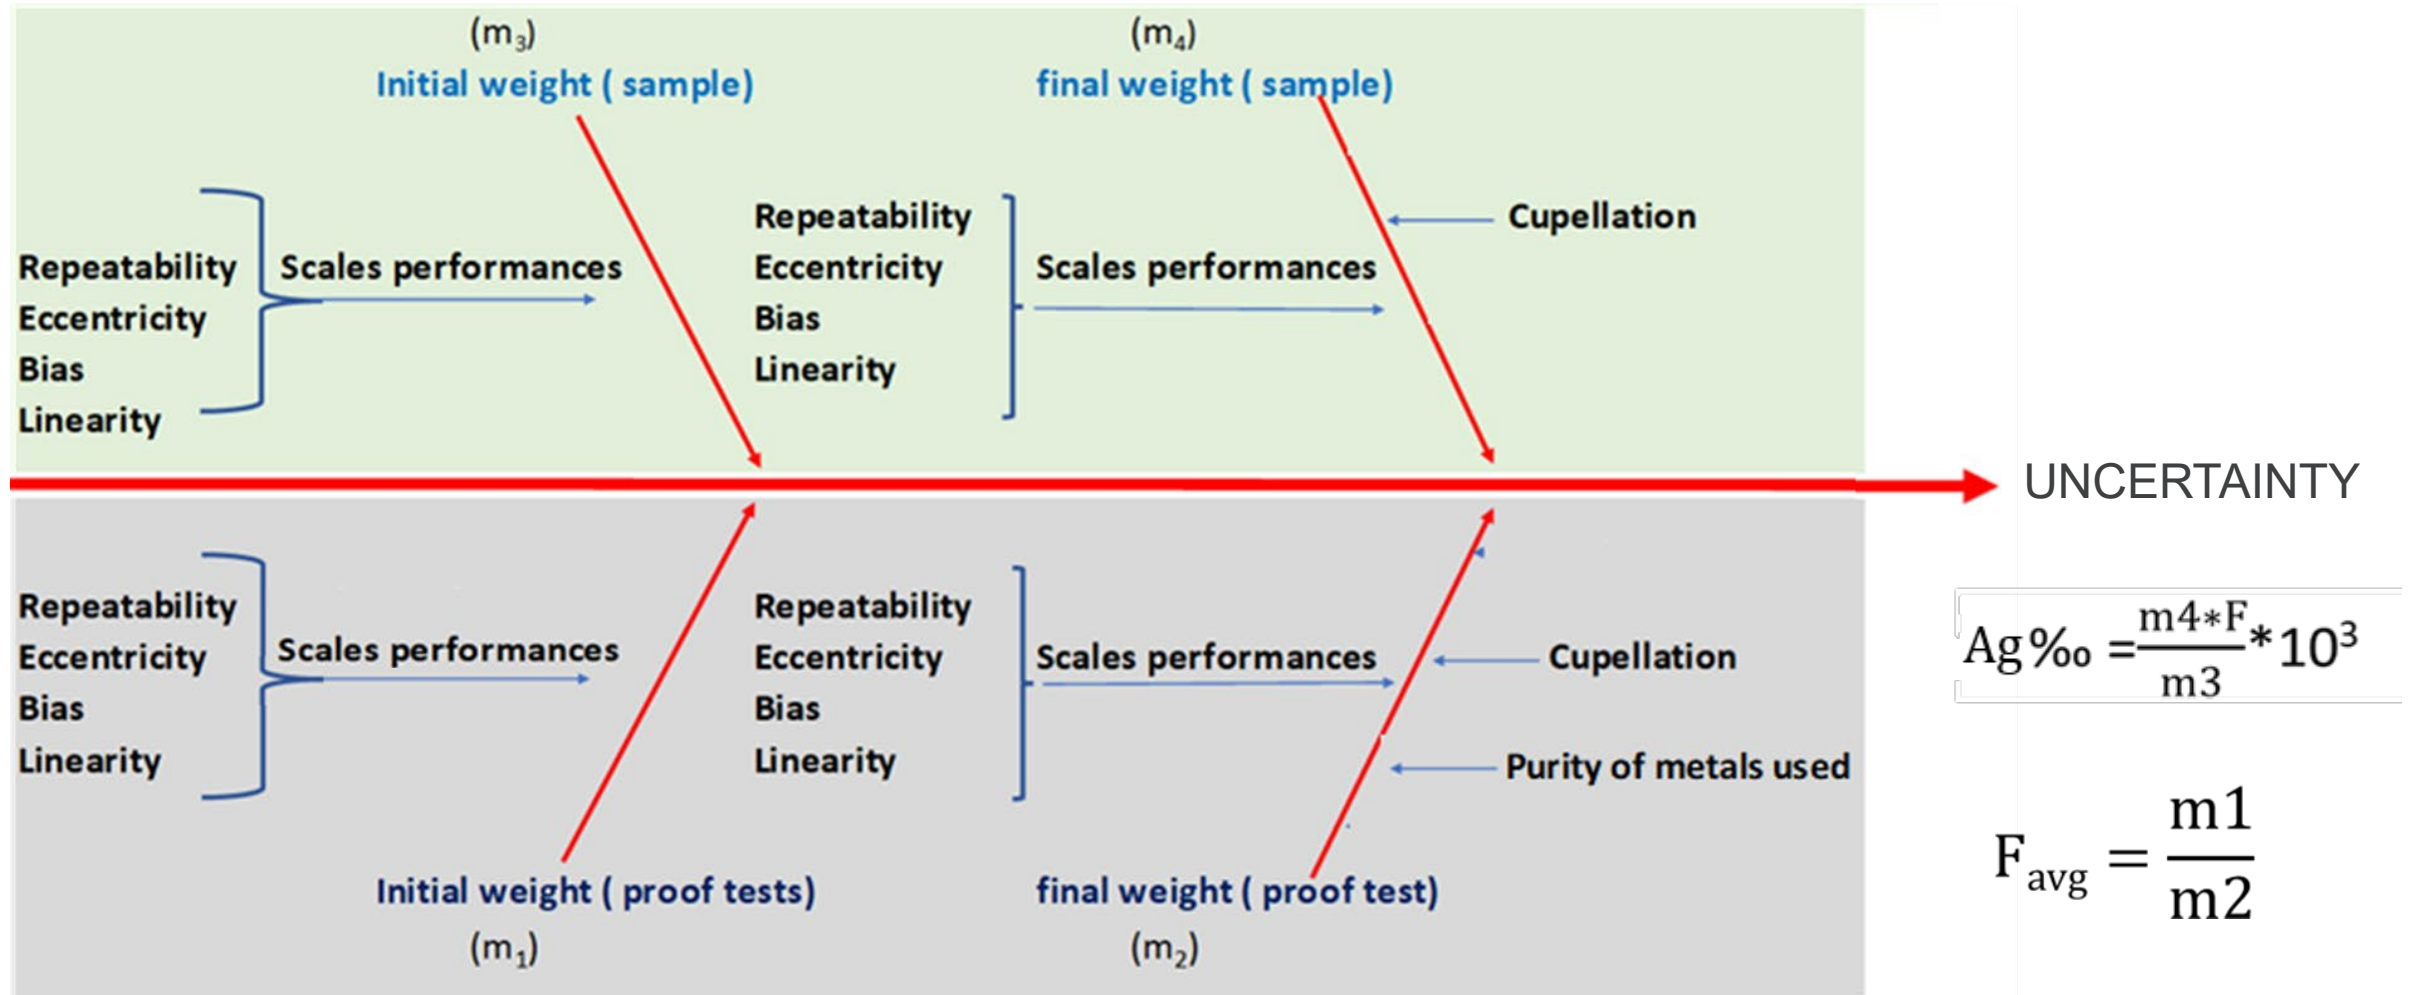 (m₃)
Initial weight ( sample)
(m₄)
final weight ( sample)
Repeatability
Eccentricity
Bias
Linearity
Scales performances
Repeatability
Eccentricity
Bias
Linearity
Scales performances
Cupellation
UNCERTAINTY
Repeatability
Eccentricity
Bias
Linearity
Scales performances
Repeatability
Eccentricity
Bias
Linearity
Scales performances
Cupellation
Purity of metals used
Initial weight ( proof tests)
(m₁)
final weight ( proof test)
(m₂)
Ag‰ = m4*F / m3 * 10³
F avg = m1 / m2